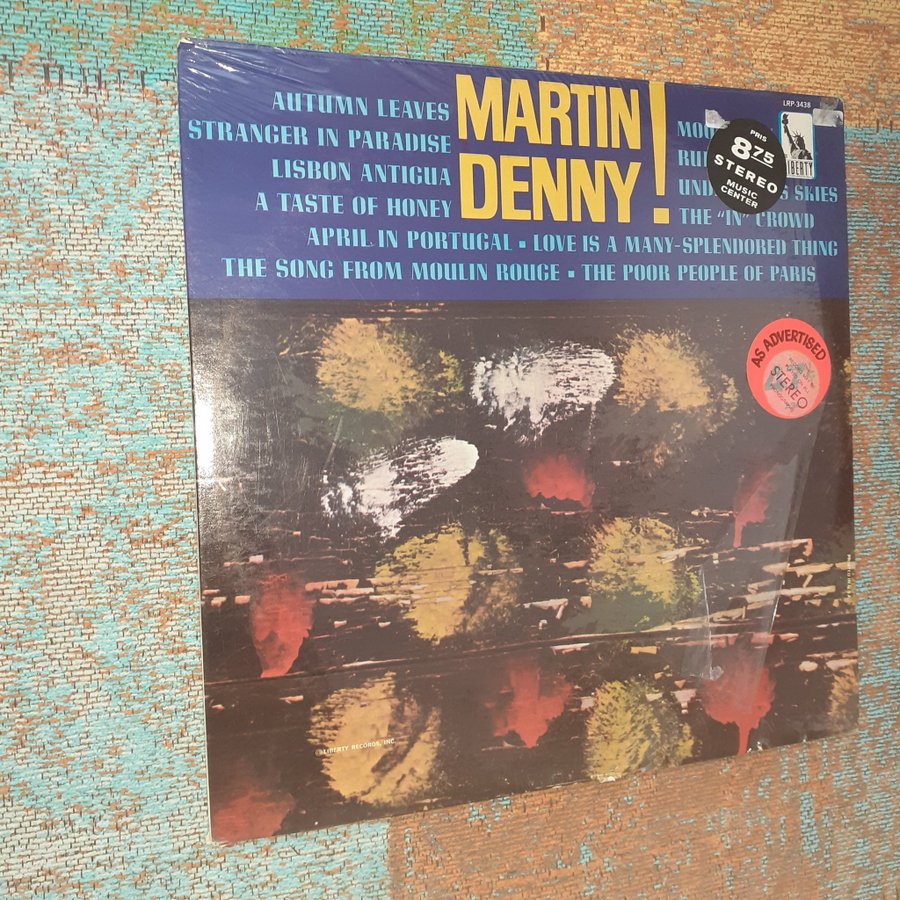 AUTUMN LEAVES
STRANGER IN PARADISE
LISBON ANTIGUA
A TASTE OF HONEY
MARTIN
DENNY!
LRP-3438
LIBERTY
PRIS
875
STEREO
MUSIC
CENTER
SKIES
THE "IN" CROWD
APRIL IN PORTUGAL ▪ LOVE IS A MANY-SPLENDORED THING
THE SONG FROM MOULIN ROUGE ▪ THE POOR PEOPLE OF PARIS
AS ADVERTISED
STEREO
©LIBERTY RECORDS, INC.